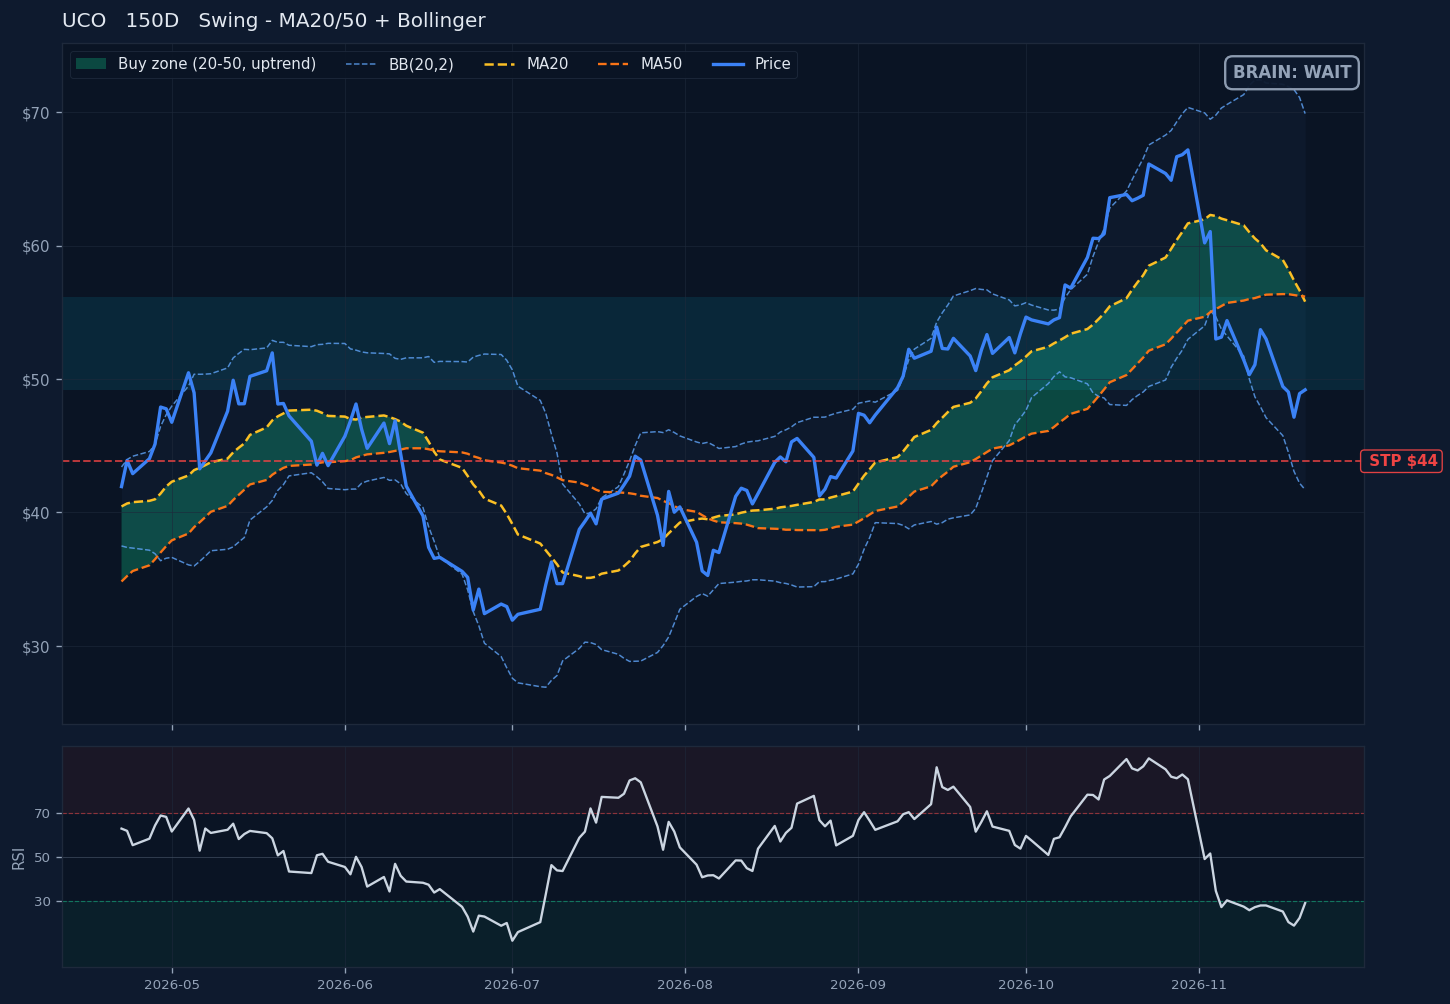 UCO 150D Swing - MA20/50 + Bollinger
Buy zone (20-50, uptrend) BB(20,2) MA20 MA50 Price
BRAIN: WAIT
$70
$60
$50
$40
$30
STP $44
RSI
70
50
30
2026-05 2026-06 2026-07 2026-08 2026-09 2026-10 2026-11